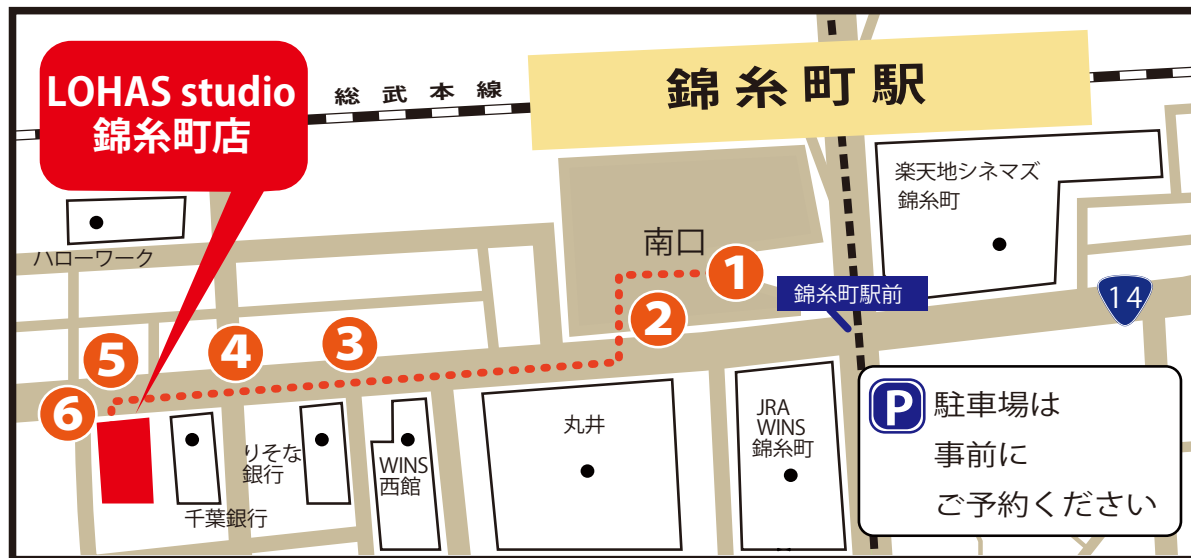 LOHAS studio
錦糸町店
総武本線
錦糸町駅
楽天地シネマズ
錦糸町
ハローワーク
南口
1
錦糸町駅前
14
2
3
4
5
6
丸井
JRA
WINS
錦糸町
WINS
西館
りそな
銀行
千葉銀行
P
駐車場は
事前に
ご予約ください